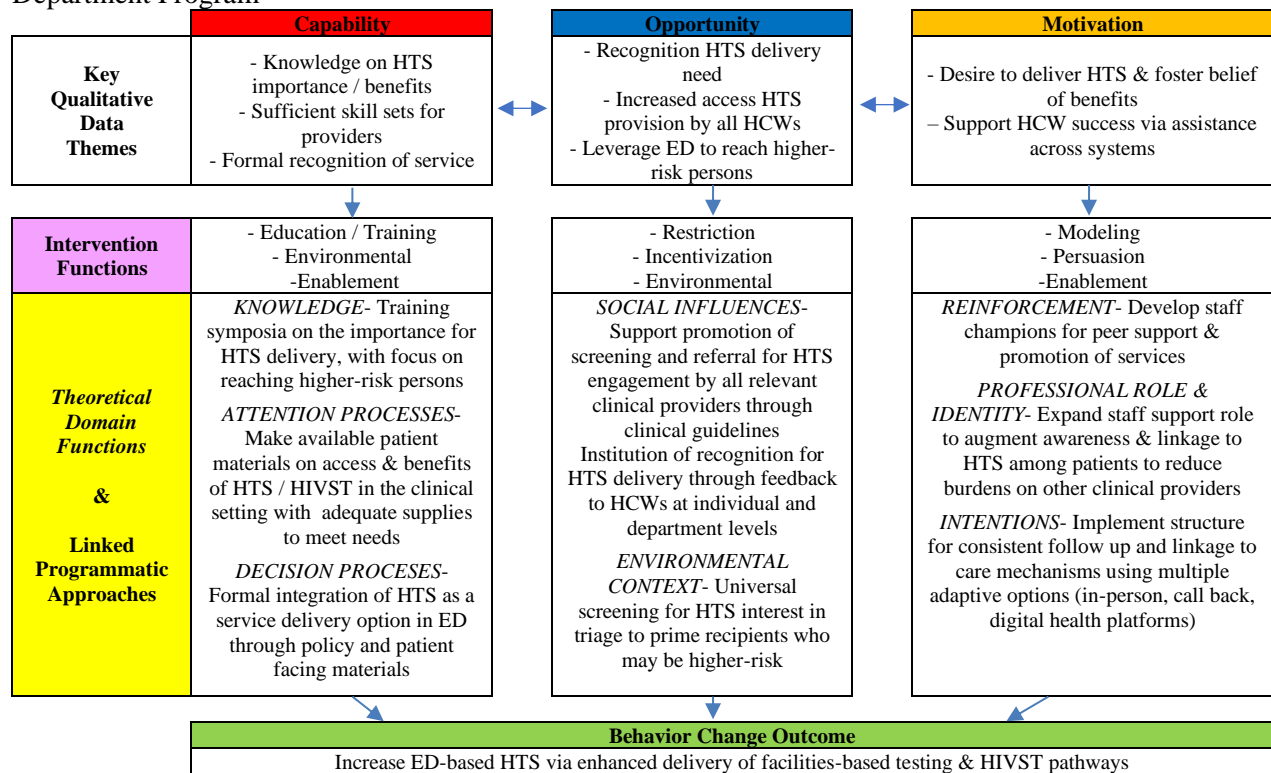 Department Program
Capability
Opportunity
Motivation
Key
Qualitative
Data
Themes
- Knowledge on HTS
importance / benefits
- Sufficient skill sets for
providers
- Formal recognition of service
- Recognition HTS delivery
need
- Increased access HTS
provision by all HCWs
- Leverage ED to reach higher-
risk persons
- Desire to deliver HTS & foster belief
of benefits
– Support HCW success via assistance
across systems
Intervention
Functions
- Education / Training
- Environmental
-Enablement
- Restriction
- Incentivization
- Environmental
- Modeling
- Persuasion
-Enablement
Theoretical
Domain
Functions
&
Linked
Programmatic
Approaches
KNOWLEDGE- Training
symposia on the importance for
HTS delivery, with focus on
reaching higher-risk persons
ATTENTION PROCESSES-
Make available patient
materials on access & benefits
of HTS / HIVST in the clinical
setting with adequate supplies
to meet needs
DECISION PROCESES-
Formal integration of HTS as a
service delivery option in ED
through policy and patient
facing materials
SOCIAL INFLUENCES-
Support promotion of
screening and referral for HTS
engagement by all relevant
clinical providers through
clinical guidelines
Institution of recognition for
HTS delivery through feedback
to HCWs at individual and
department levels
ENVIRONMENTAL
CONTEXT- Universal
screening for HTS interest in
triage to prime recipients who
may be higher-risk
REINFORCEMENT- Develop staff
champions for peer support &
promotion of services
PROFESSIONAL ROLE &
IDENTITY- Expand staff support role
to augment awareness & linkage to
HTS among patients to reduce
burdens on other clinical providers
INTENTIONS- Implement structure
for consistent follow up and linkage to
care mechanisms using multiple
adaptive options (in-person, call back,
digital health platforms)
Behavior Change Outcome
Increase ED-based HTS via enhanced delivery of facilities-based testing & HIVST pathways